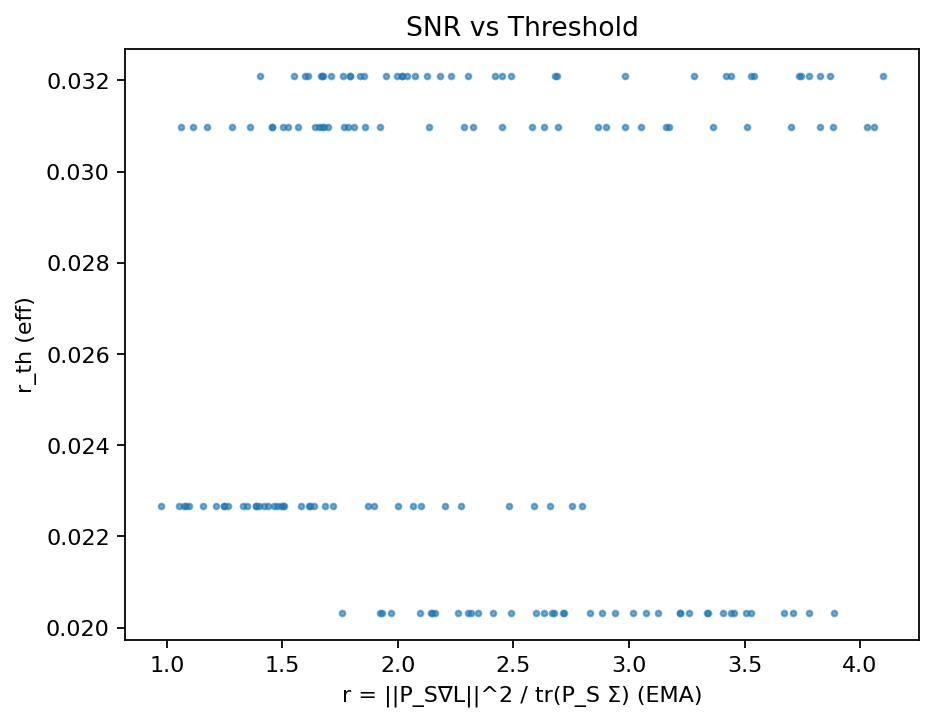 SNR vs Threshold
0.032
0.030
0.028
0.026
0.024
0.022
0.020
r_th (eff)
1.0 1.5 2.0 2.5 3.0 3.5 4.0
r = ||P_S∇L||^2 / tr(P_S Σ) (EMA)